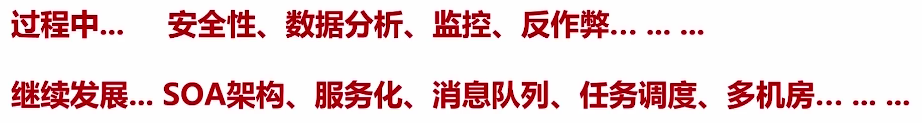 过程中... 安全性、数据分析、监控、反作弊... ... ...
继续发展... SOA架构、服务化、消息队列、任务调度、多机房... ... ...